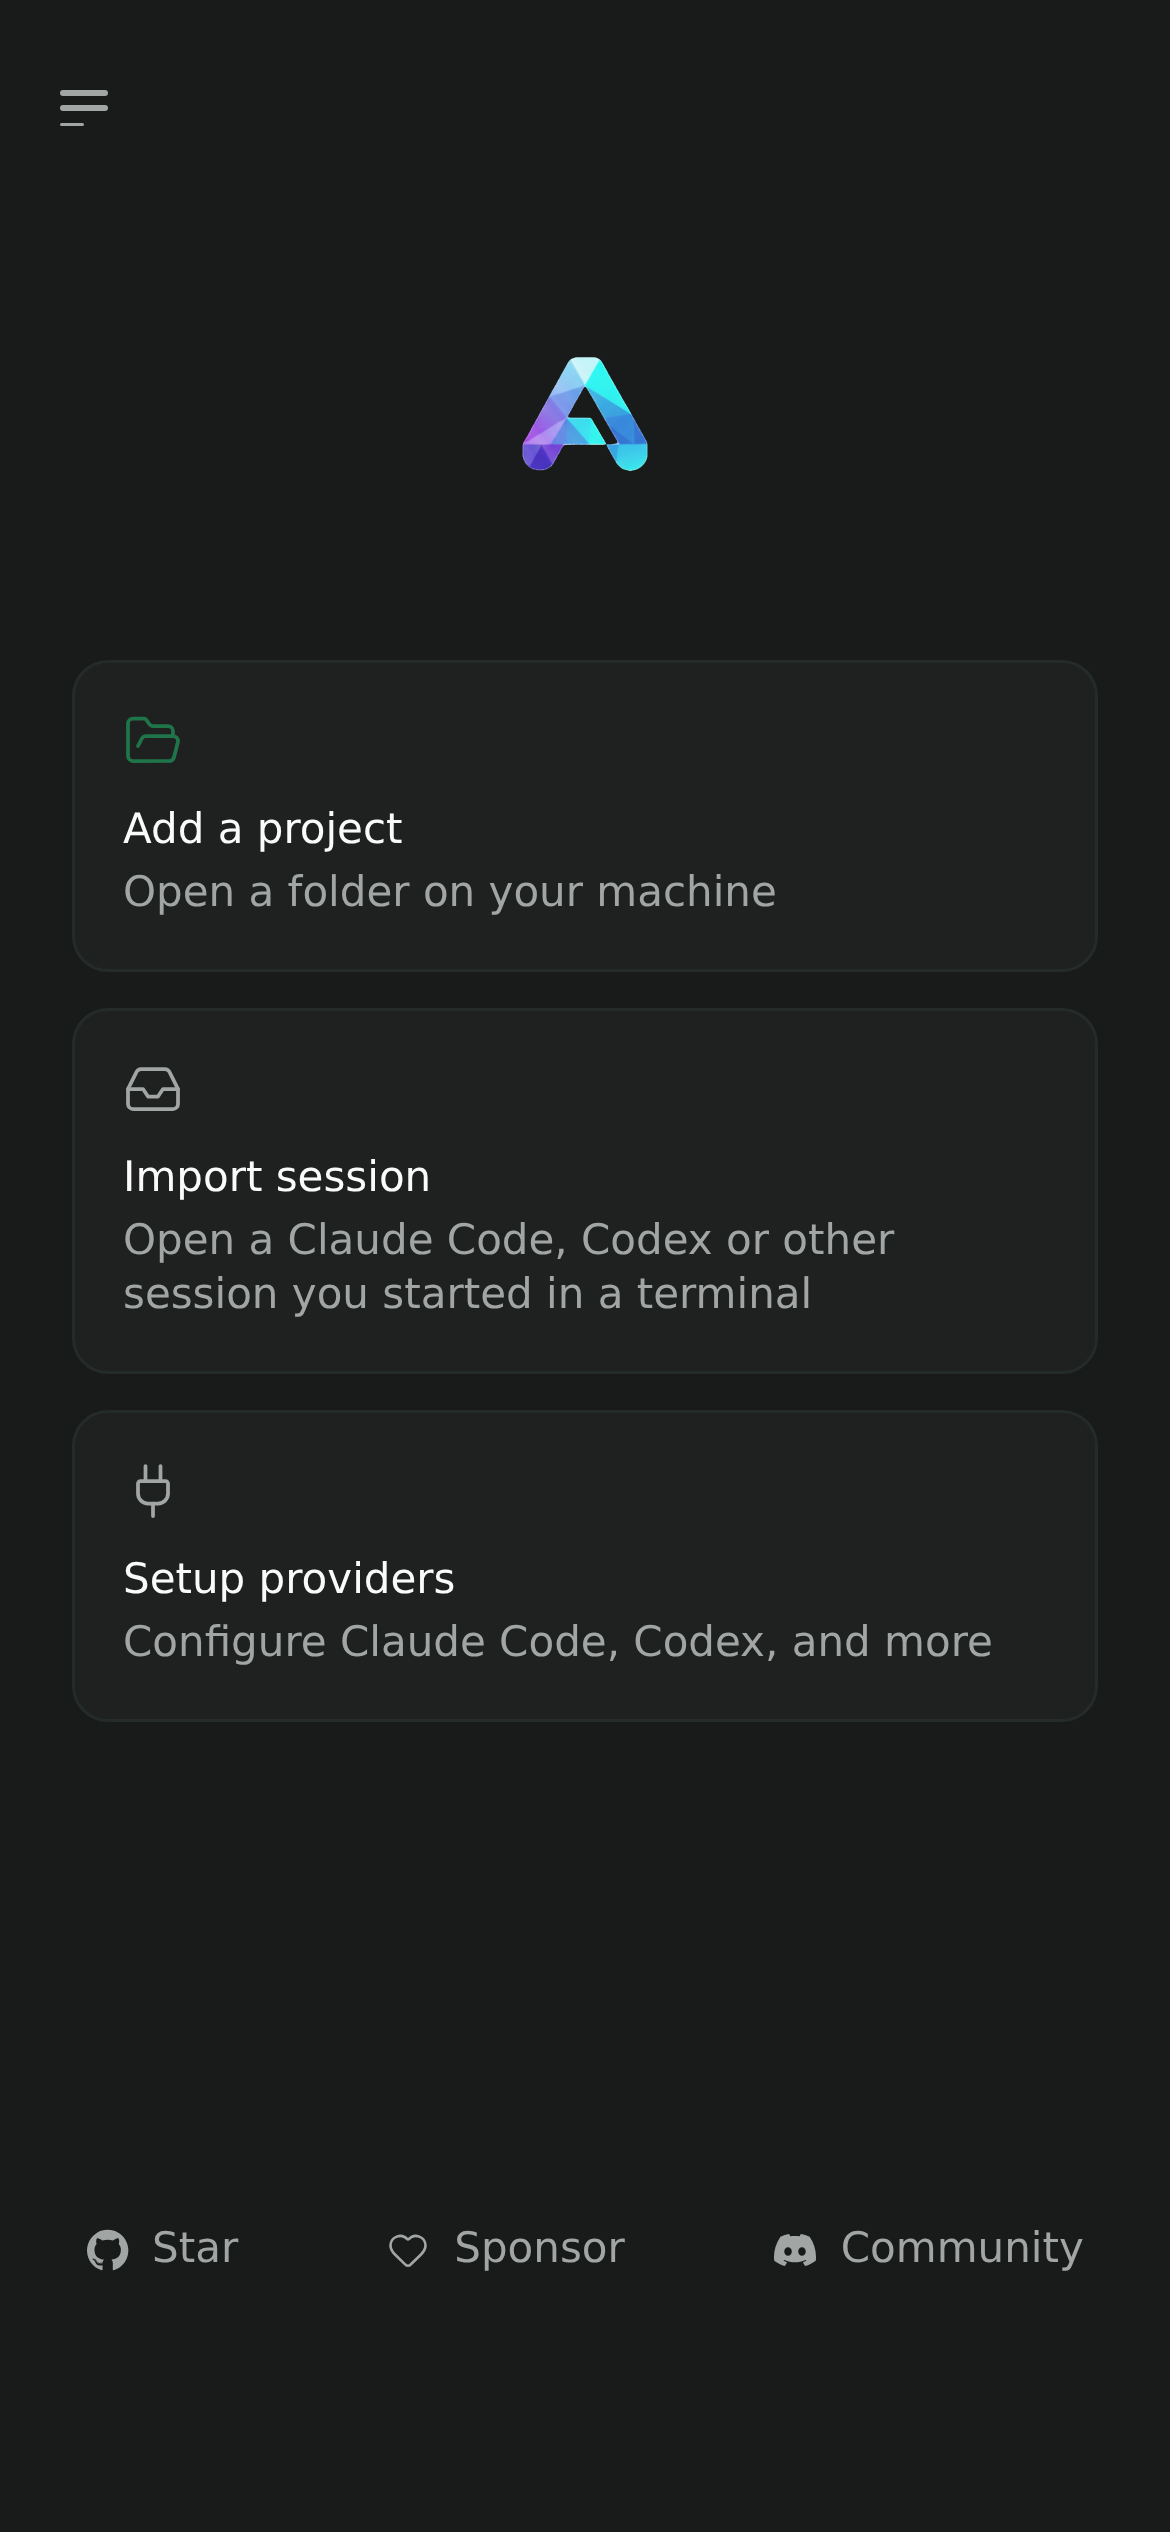 Add a project
Open a folder on your machine
Import session
Open a Claude Code, Codex or other
session you started in a terminal
Setup providers
Configure Claude Code, Codex, and more
Star
Sponsor
Community